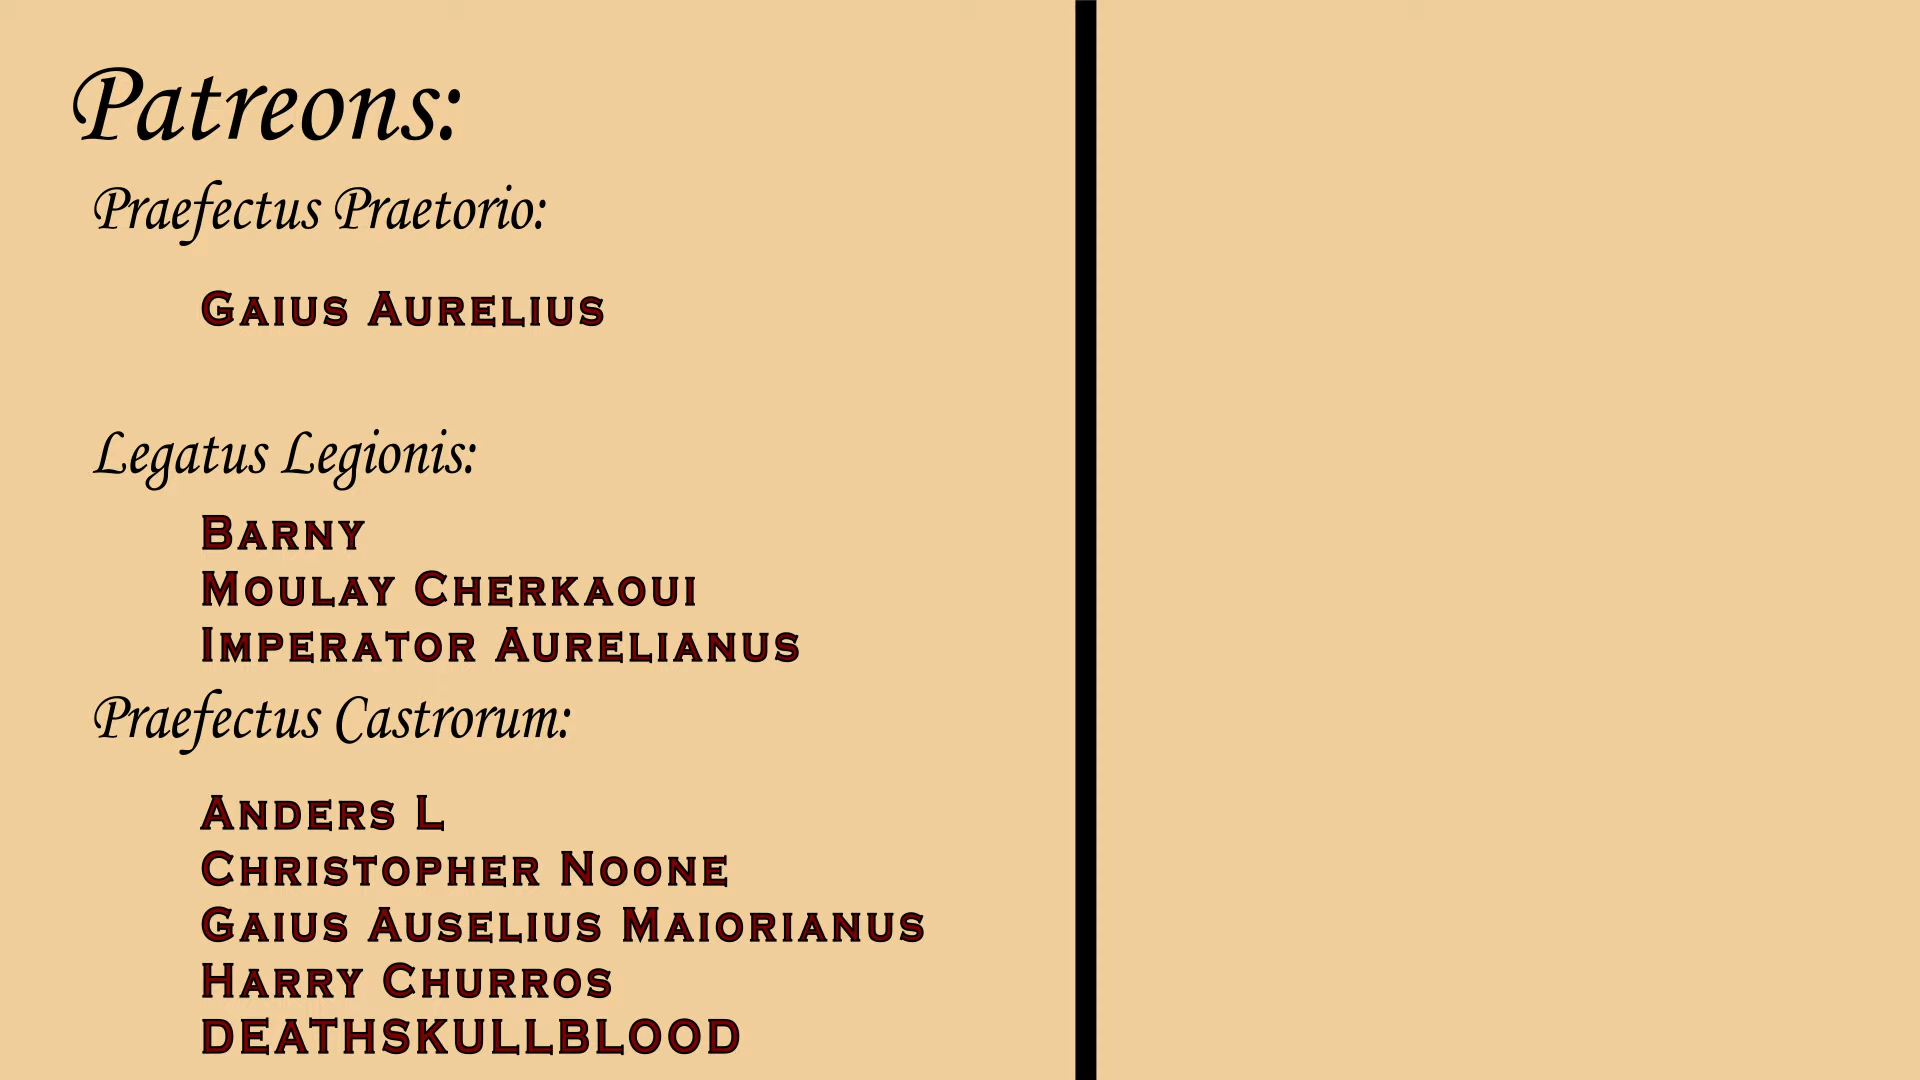 Patreons:
Praefectus Praetorio:
Gaius Aurelius
Legatus Legionis:
Barny
Moulay Cherkaoui
Imperator Aurelianus
Praefectus Castrorum:
Anders L
Christopher Noone
Gaius Auselius Maiorianus
Harry Churros
DEATHSKULLBLOOD